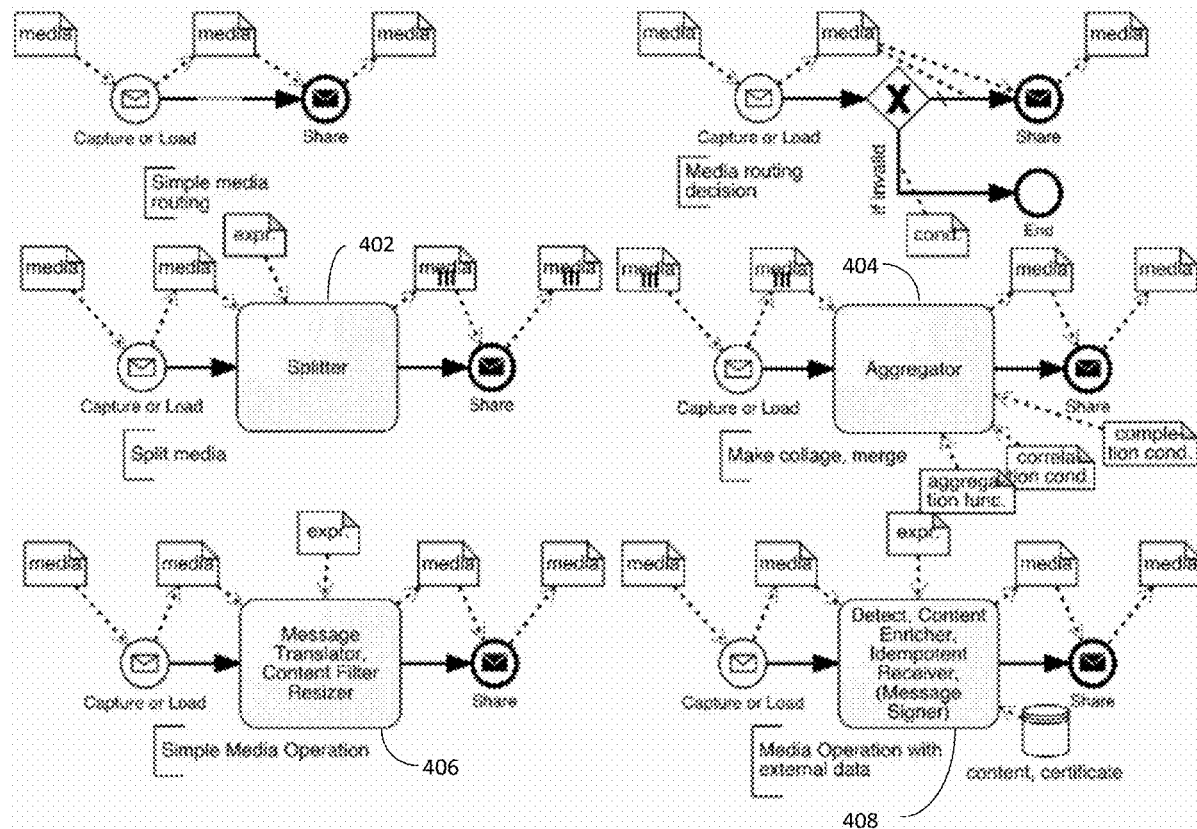 media
media
media
Capture or Load
Share
Simple media
routing
media
media
media
X
Capture or Load
Share
If invalid
Media routing
decision
cond.
End
media
media
expr.
402
media
media
Splitter
Capture or Load
Share
Split media
media
media
404
media
media
Aggregator
Capture or Load
Share
Make collage, merge
aggrega
tion func.
correla
tion cond.
comple
tion cond.
media
media
expr.
media
media
Message
Translator,
Content Filter
Resizer
Capture or Load
Share
Simple Media Operation
406
media
media
expr.
media
media
Detect, Content
Enricher,
Idempotent
Receiver,
(Message
Signer)
Capture or Load
Share
Media Operation with
external data
content, certificate
408